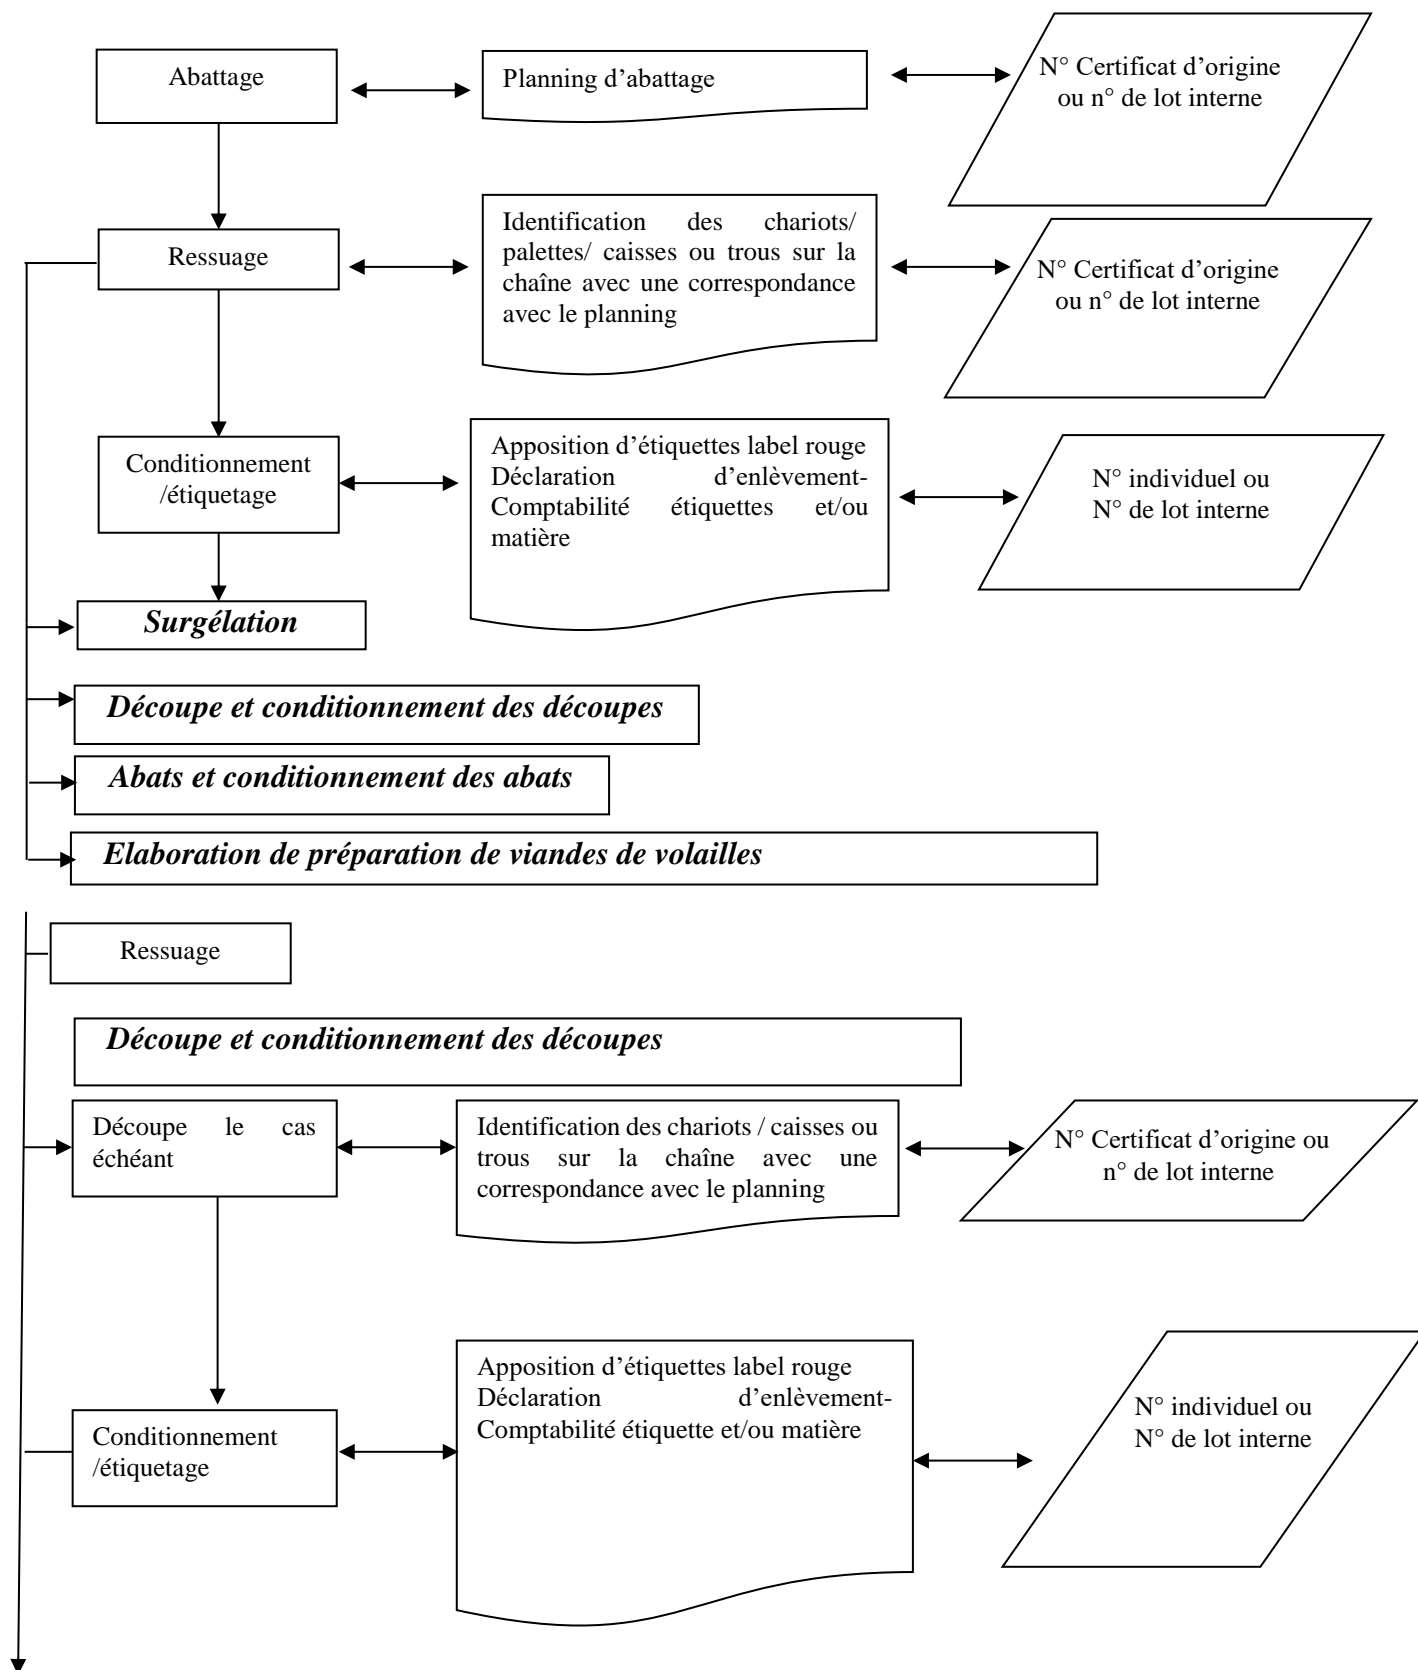 Abattage
Planning d’abattage
N° Certificat d’origine
ou n° de lot interne
Ressuage
Identification des chariots/
palettes/ caisses ou trous sur la
chaîne avec une correspondance
avec le planning
N° Certificat d’origine
ou n° de lot interne
Conditionnement
/étiquetage
Apposition d’étiquettes label rouge
Déclaration d’enlèvement-
Comptabilité étiquettes et/ou
matière
N° individuel ou
N° de lot interne
Surgélation
Découpe et conditionnement des découpes
Abats et conditionnement des abats
Elaboration de préparation de viandes de volailles
Ressuage
Découpe et conditionnement des découpes
Découpe le cas
échéant
Identification des chariots / caisses ou
trous sur la chaîne avec une
correspondance avec le planning
N° Certificat d’origine ou
n° de lot interne
Conditionnement
/étiquetage
Apposition d’étiquettes label rouge
Déclaration d’enlèvement-
Comptabilité étiquette et/ou matière
N° individuel ou
N° de lot interne